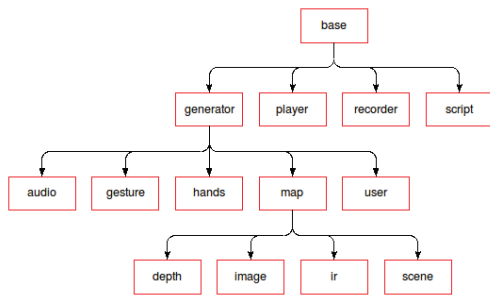 base
generator
player
recorder
script
audio
gesture
hands
map
user
depth
image
ir
scene